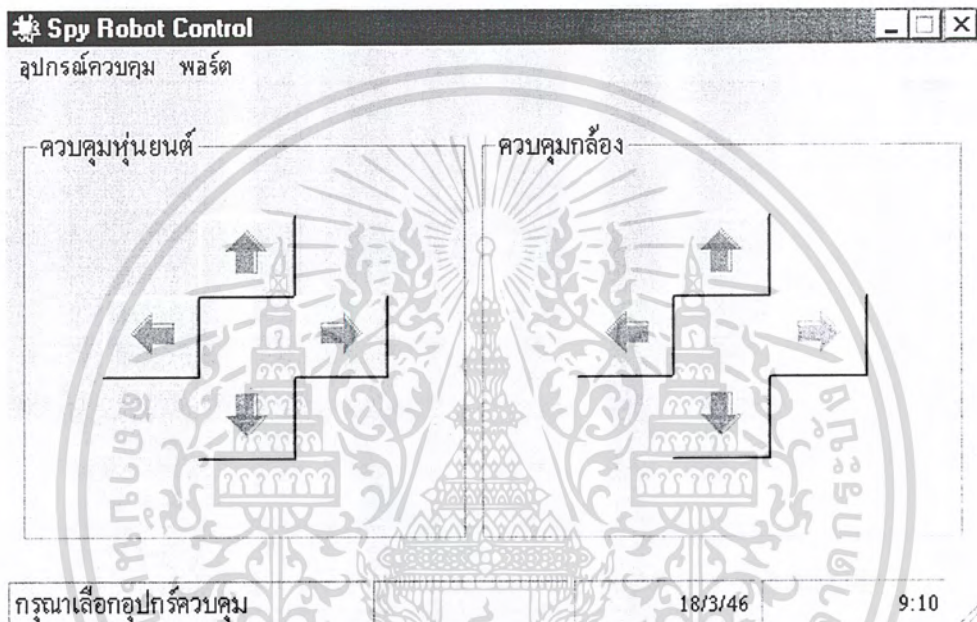 Spy Robot Control
อุปกรณ์ควบคุม พอร์ต
ควบคุมหุ่นยนต์
ควบคุมกล้อง
กรุณาเลือกอุปกร์ควบคุม
18/3/46
9:10